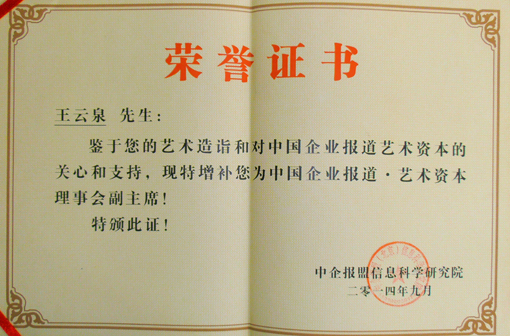 荣誉证书
王云泉 先生：
鉴于您的艺术造诣和对中国企业报道艺术资本的
关心和支持，现特增补您为中国企业报道·艺术资本
理事会副主席！
特颁此证！
中企报盟信息科学研究院
二零一四年九月